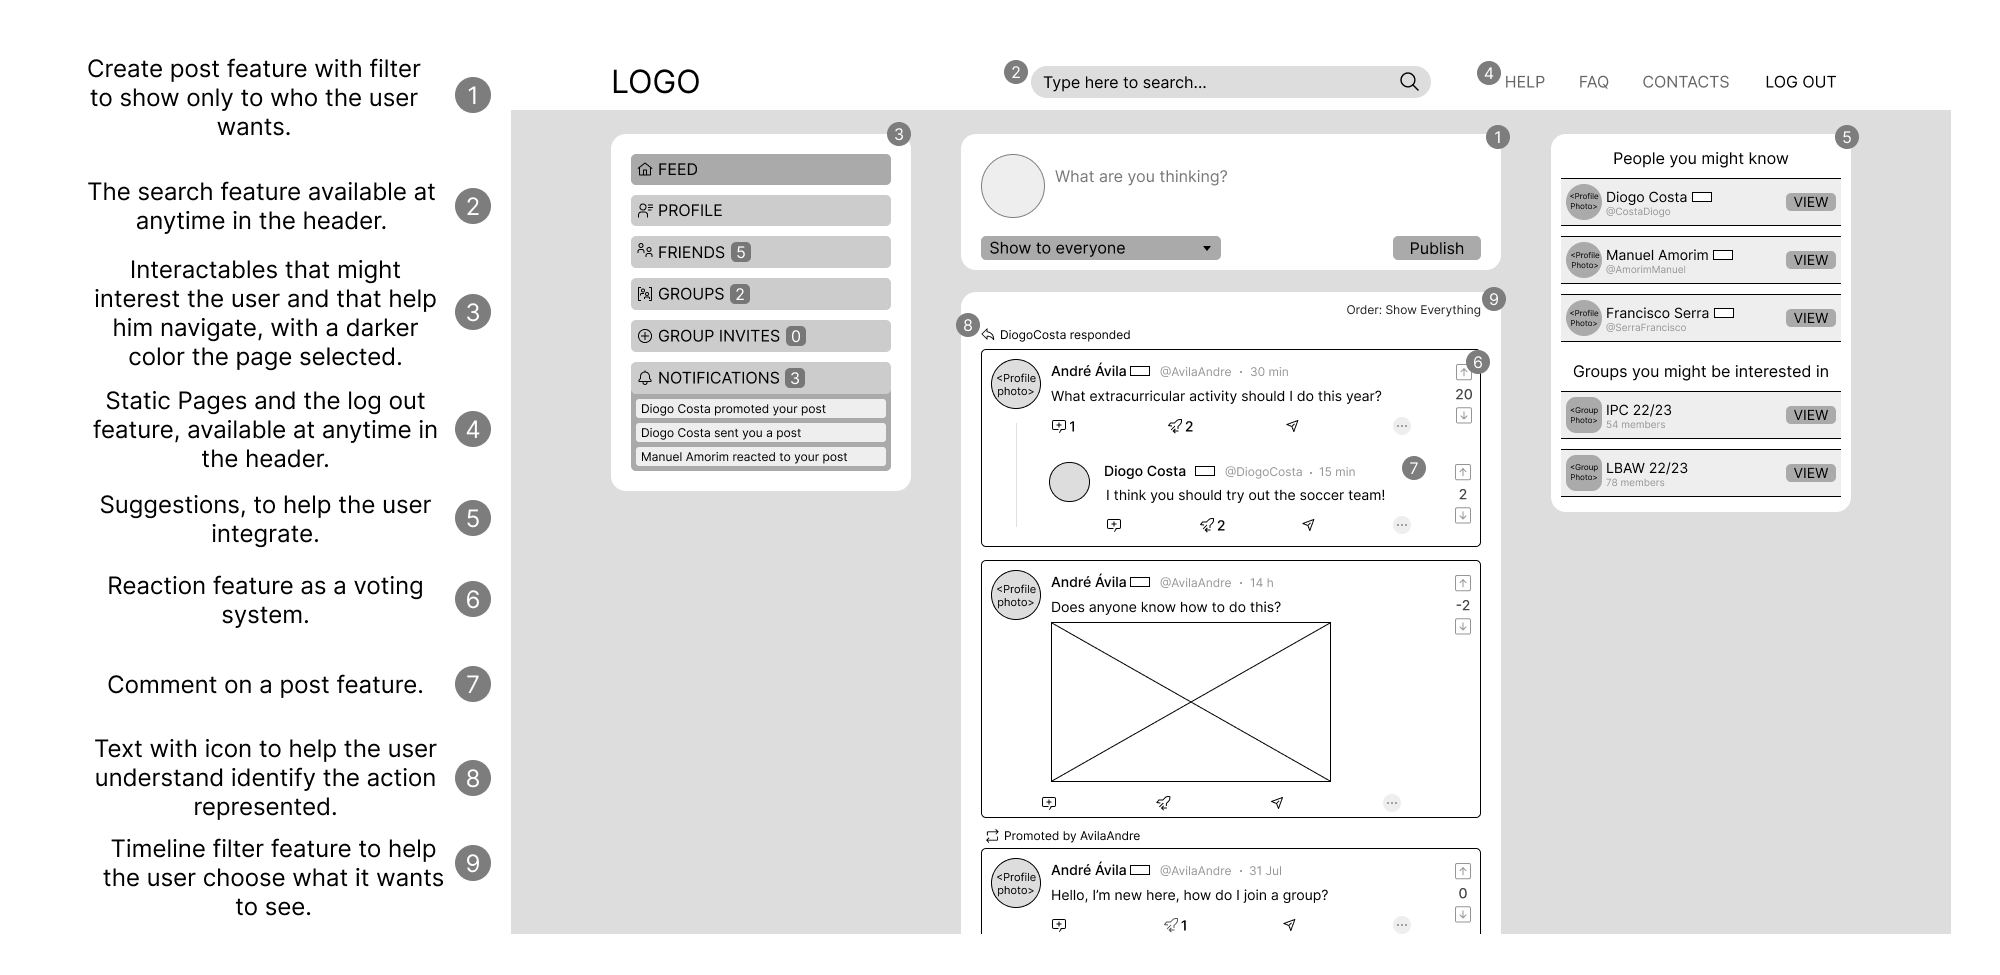 Create post feature with filter
to show only to who the user
wants.
1
The search feature available at
anytime in the header.
2
Interactables that might
interest the user and that help
him navigate, with a darker
color the page selected.
3
Static Pages and the log out
feature, available at anytime in
the header.
4
Suggestions, to help the user
integrate.
5
Reaction feature as a voting
system.
6
Comment on a post feature.
7
Text with icon to help the user
understand identify the action
represented.
8
Timeline filter feature to help
the user choose what it wants
to see.
9
LOGO
2
Type here to search...
4
HELP
FAQ
CONTACTS
LOG OUT
3
FEED
PROFILE
FRIENDS 5
GROUPS 2
GROUP INVITES 0
NOTIFICATIONS 3
Diogo Costa promoted your post
Diogo Costa sent you a post
Manuel Amorim reacted to your post
1
What are you thinking?
Show to everyone
Publish
9
Order: Show Everything
8
DiogoCosta responded
6
<Profile
photo>
André Ávila @AvilaAndre · 30 min
What extracurricular activity should I do this year?
20
1
2
7
Diogo Costa @DiogoCosta · 15 min
I think you should try out the soccer team!
2
2
<Profile
photo>
André Ávila @AvilaAndre · 14 h
Does anyone know how to do this?
-2
Promoted by AvilaAndre
<Profile
photo>
André Ávila @AvilaAndre · 31 Jul
Hello, I'm new here, how do I join a group?
0
1
5
People you might know
<Profile
Photo>
Diogo Costa
@CostaDiogo
VIEW
<Profile
Photo>
Manuel Amorim
@AmorimManuel
VIEW
<Profile
Photo>
Francisco Serra
@SerraFrancisco
VIEW
Groups you might be interested in
<Group
Photo>
IPC 22/23
54 members
VIEW
<Group
Photo>
LBAW 22/23
78 members
VIEW